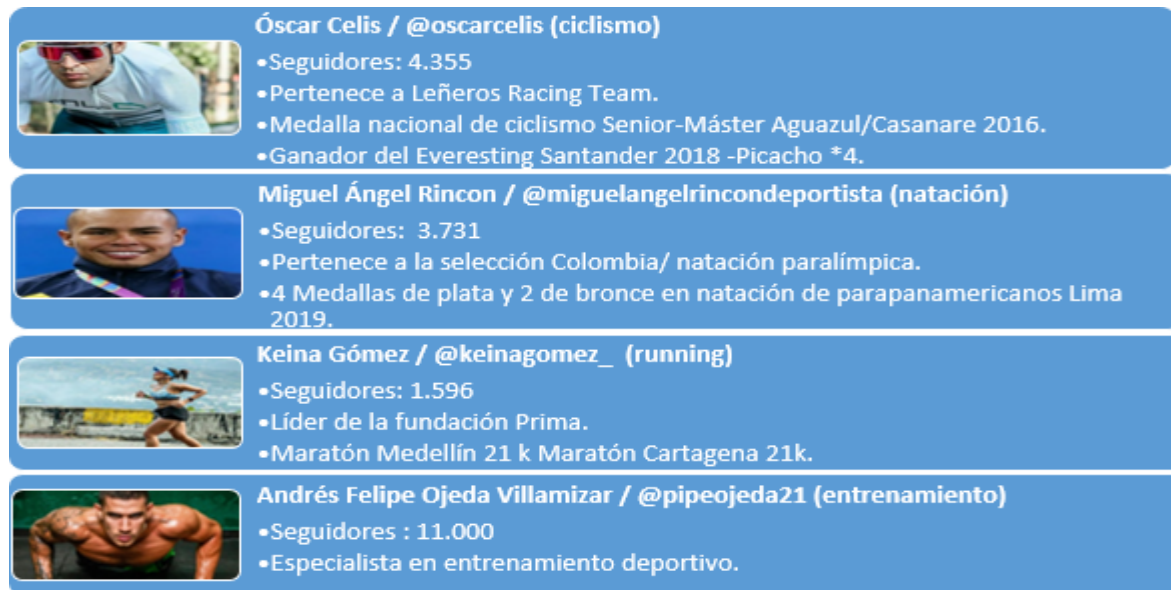 Óscar Celis / @oscarcelis (ciclismo)
•Seguidores: 4.355
•Pertenece a Leñeros Racing Team.
•Medalla nacional de ciclismo Senior-Máster Aguazul/Casanare 2016.
•Ganador del Everesting Santander 2018 -Picacho *4.
Miguel Ángel Rincon / @miguelangelrincondeportista (natación)
•Seguidores: 3.731
•Pertenece a la selección Colombia/ natación paralímpica.
•4 Medallas de plata y 2 de bronce en natación de parapanamericanos Lima
2019.
Keina Gómez / @keinagomez_ (running)
•Seguidores: 1.596
•Líder de la fundación Prima.
•Maratón Medellín 21 k Maratón Cartagena 21k.
Andrés Felipe Ojeda Villamizar / @pipeojeda21 (entrenamiento)
•Seguidores : 11.000
•Especialista en entrenamiento deportivo.